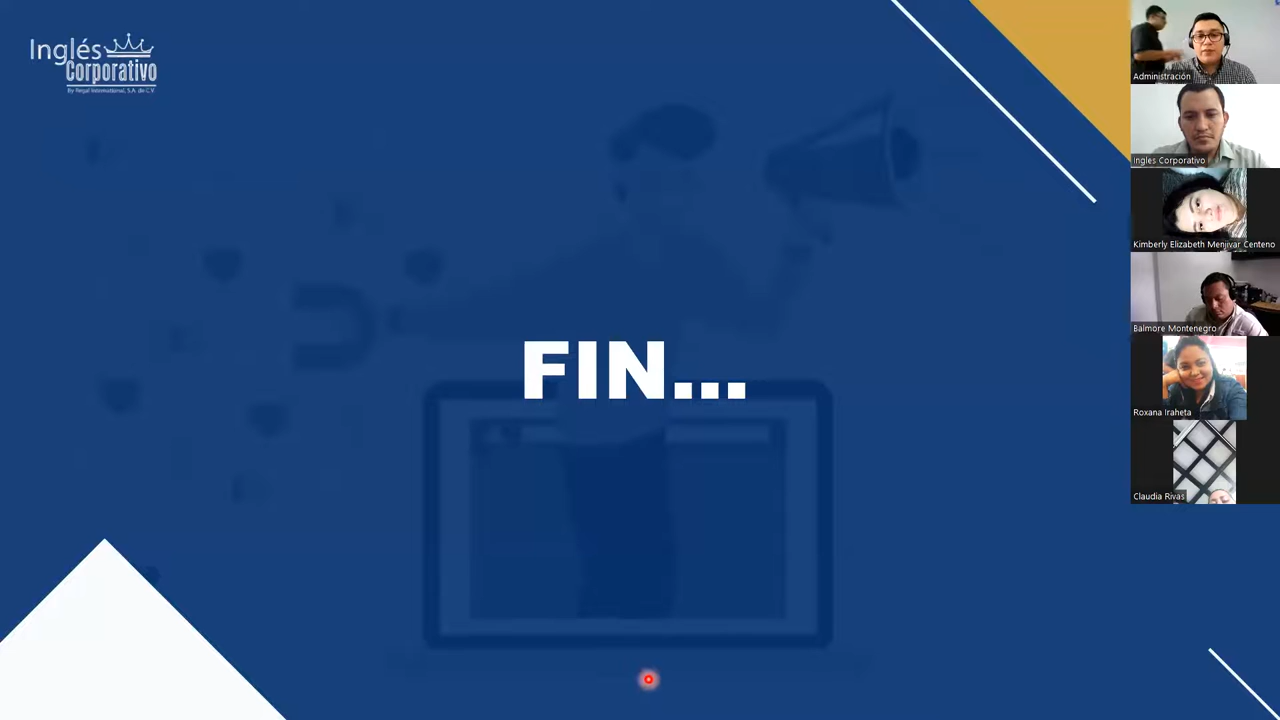 Inglés
Corporativo
By Regal International, S.A. de C.V.
FIN...
Administración
Ingles Corporativo
Kimberly Elizabeth Menjivar Centeno
Balmore Montenegro
Roxana Iraheta
Claudia Rivas